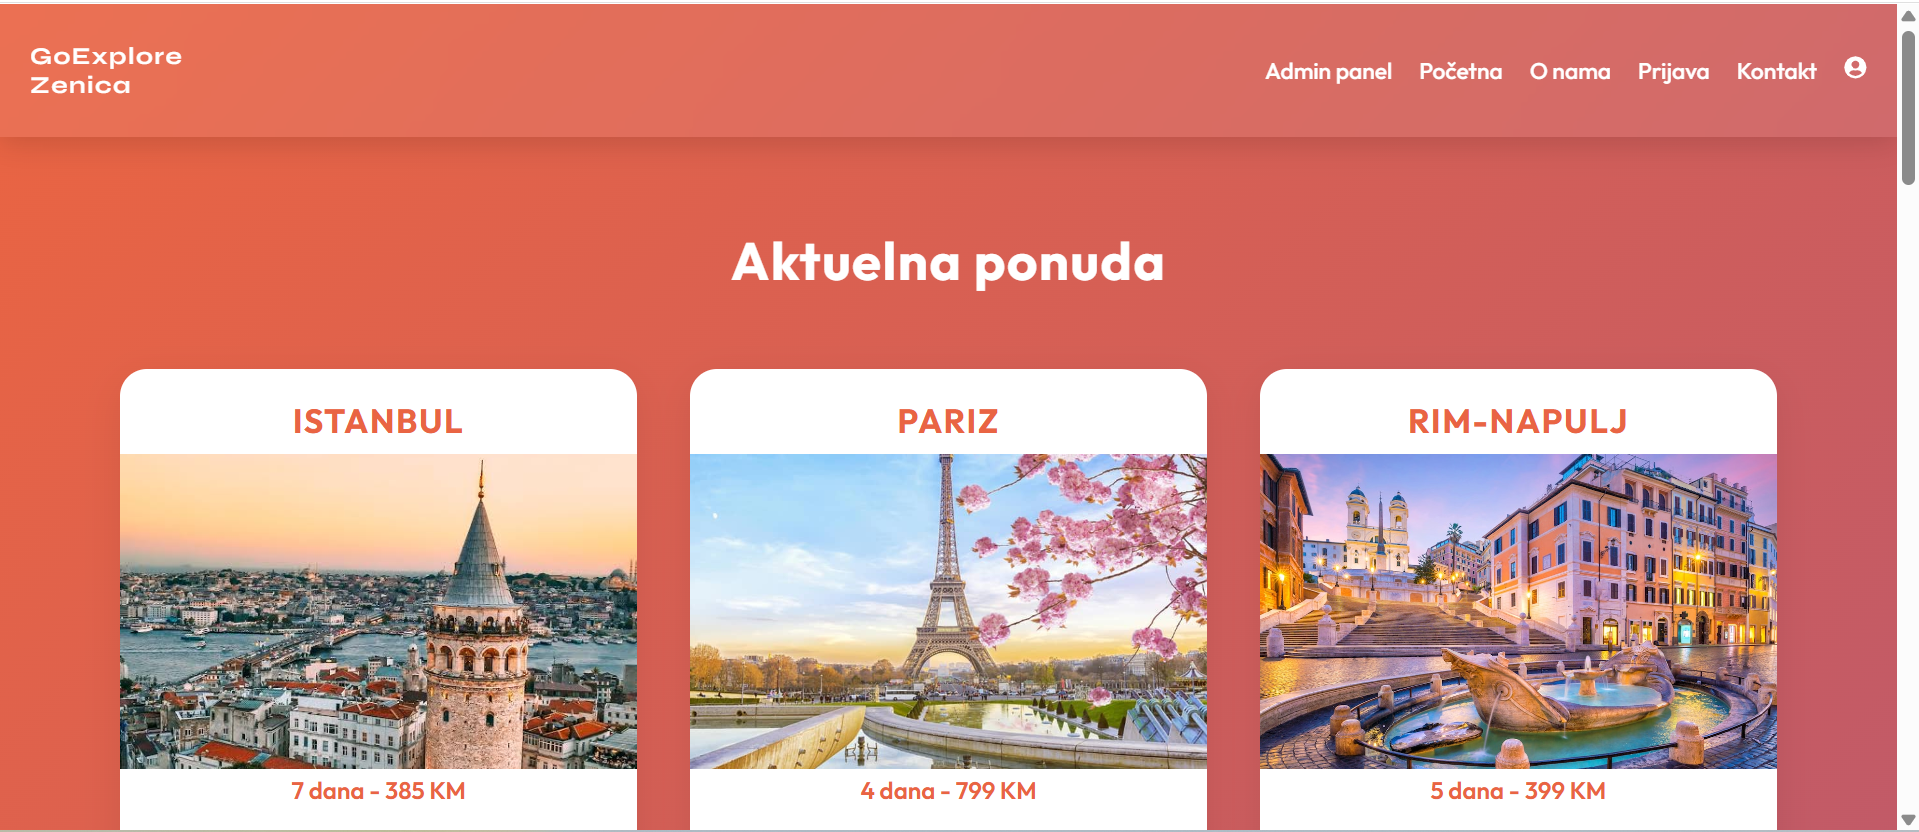 GoExplore
Zenica
Admin panel Početna O nama Prijava Kontakt
Aktuelna ponuda
ISTANBUL
PARIZ
RIM-NAPULJ
7 dana - 385 KM
4 dana - 799 KM
5 dana - 399 KM